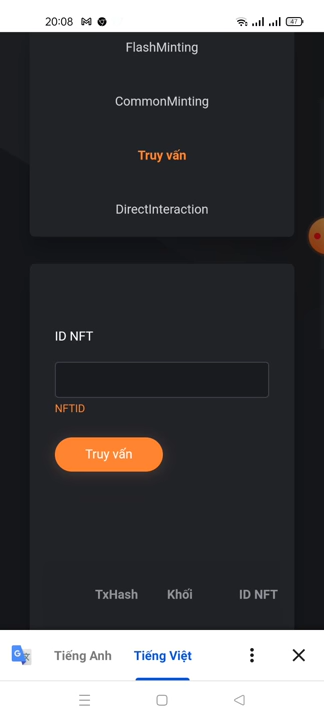 20:08
47
FlashMinting
CommonMinting
Truy vấn
DirectInteraction
ID NFT
NFTID
Truy vấn
TxHash Khối ID NFT
Tiếng Anh Tiếng Việt